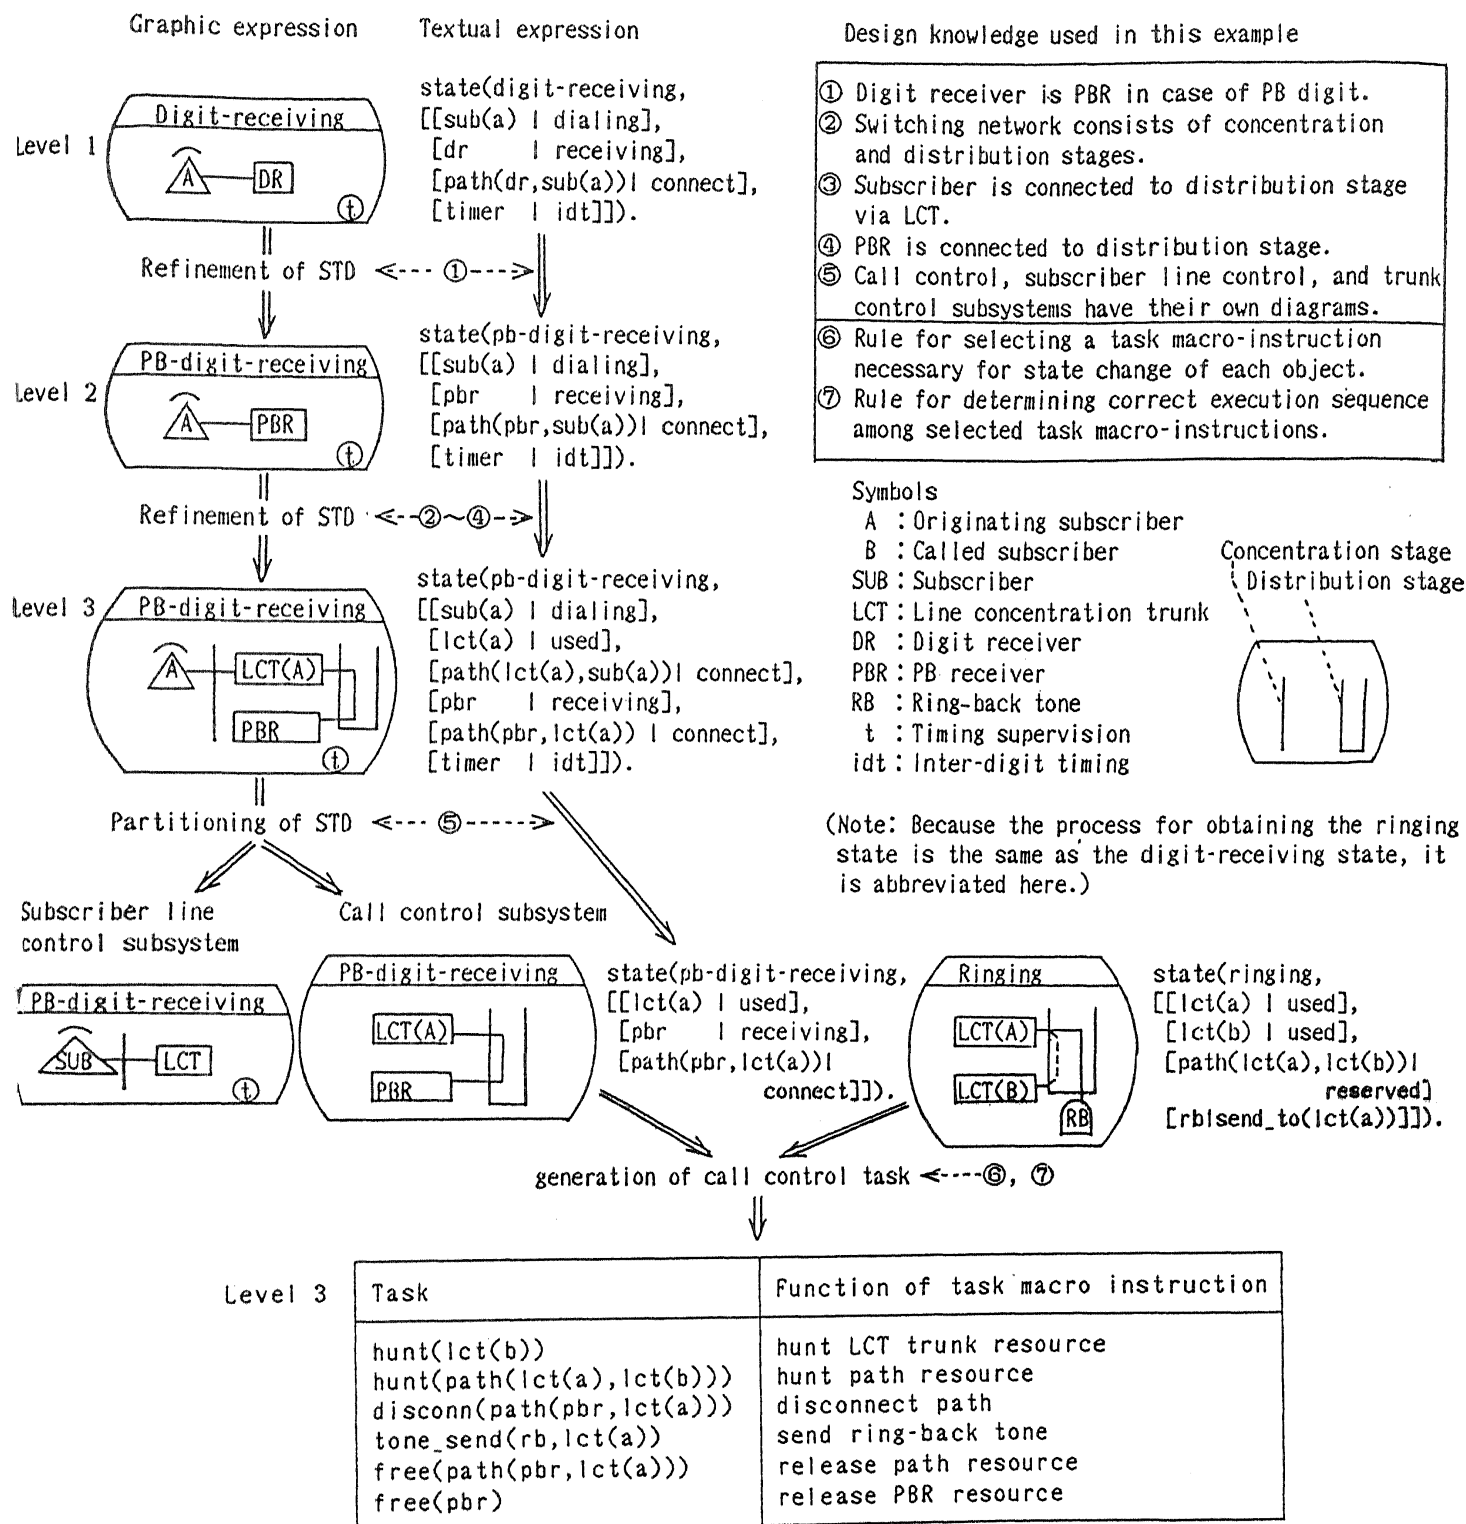 Graphic expression
Textual expression
Design knowledge used in this example
Level 1
Digit-receiving
A
DR
t
state(digit-receiving,
[[sub(a) | dialing],
[dr | receiving],
[path(dr,sub(a))| connect],
[timer | idt]]).
① Digit receiver is PBR in case of PB digit.
② Switching network consists of concentration
and distribution stages.
③ Subscriber is connected to distribution stage
via LCT.
④ PBR is connected to distribution stage.
⑤ Call control, subscriber line control, and trunk
control subsystems have their own diagrams.
⑥ Rule for selecting a task macro-instruction
necessary for state change of each object.
⑦ Rule for determining correct execution sequence
among selected task macro-instructions.
Refinement of STD <--- ① --->
Level 2
PB-digit-receiving
A
PBR
t
state(pb-digit-receiving,
[[sub(a) | dialing],
[pbr | receiving],
[path(pbr,sub(a))| connect],
[timer | idt]]).
Refinement of STD <--②~④-->
Symbols
A : Originating subscriber
B : Called subscriber
SUB : Subscriber
LCT : Line concentration trunk
DR : Digit receiver
PBR : PB receiver
RB : Ring-back tone
t : Timing supervision
idt : Inter-digit timing
Concentration stage
Distribution stage
Level 3
PB-digit-receiving
A
LCT(A)
PBR
t
state(pb-digit-receiving,
[[sub(a) | dialing],
[lct(a) | used],
[path(lct(a),sub(a))| connect],
[pbr | receiving],
[path(pbr,lct(a)) | connect],
[timer | idt]]).
Partitioning of STD <--- ⑤ ------>
(Note: Because the process for obtaining the ringing
state is the same as the digit-receiving state, it
is abbreviated here.)
Subscriber line
control subsystem
Call control subsystem
PB-digit-receiving
SUB
LCT
t
PB-digit-receiving
LCT(A)
PBR
state(pb-digit-receiving,
[[lct(a) | used],
[pbr | receiving],
[path(pbr,lct(a))|
connect]]).
Ringing
LCT(A)
LCT(B)
RB
state(ringing,
[[lct(a) | used],
[lct(b) | used],
[path(lct(a),lct(b))|
reserved]
[rb|send_to(lct(a))]]).
generation of call control task <----⑥, ⑦
Level 3
Task
Function of task macro instruction
hunt(lct(b))
hunt LCT trunk resource
hunt(path(lct(a),lct(b)))
hunt path resource
disconn(path(pbr,lct(a)))
disconnect path
tone_send(rb,lct(a))
send ring-back tone
free(path(pbr,lct(a)))
release path resource
free(pbr)
release PBR resource